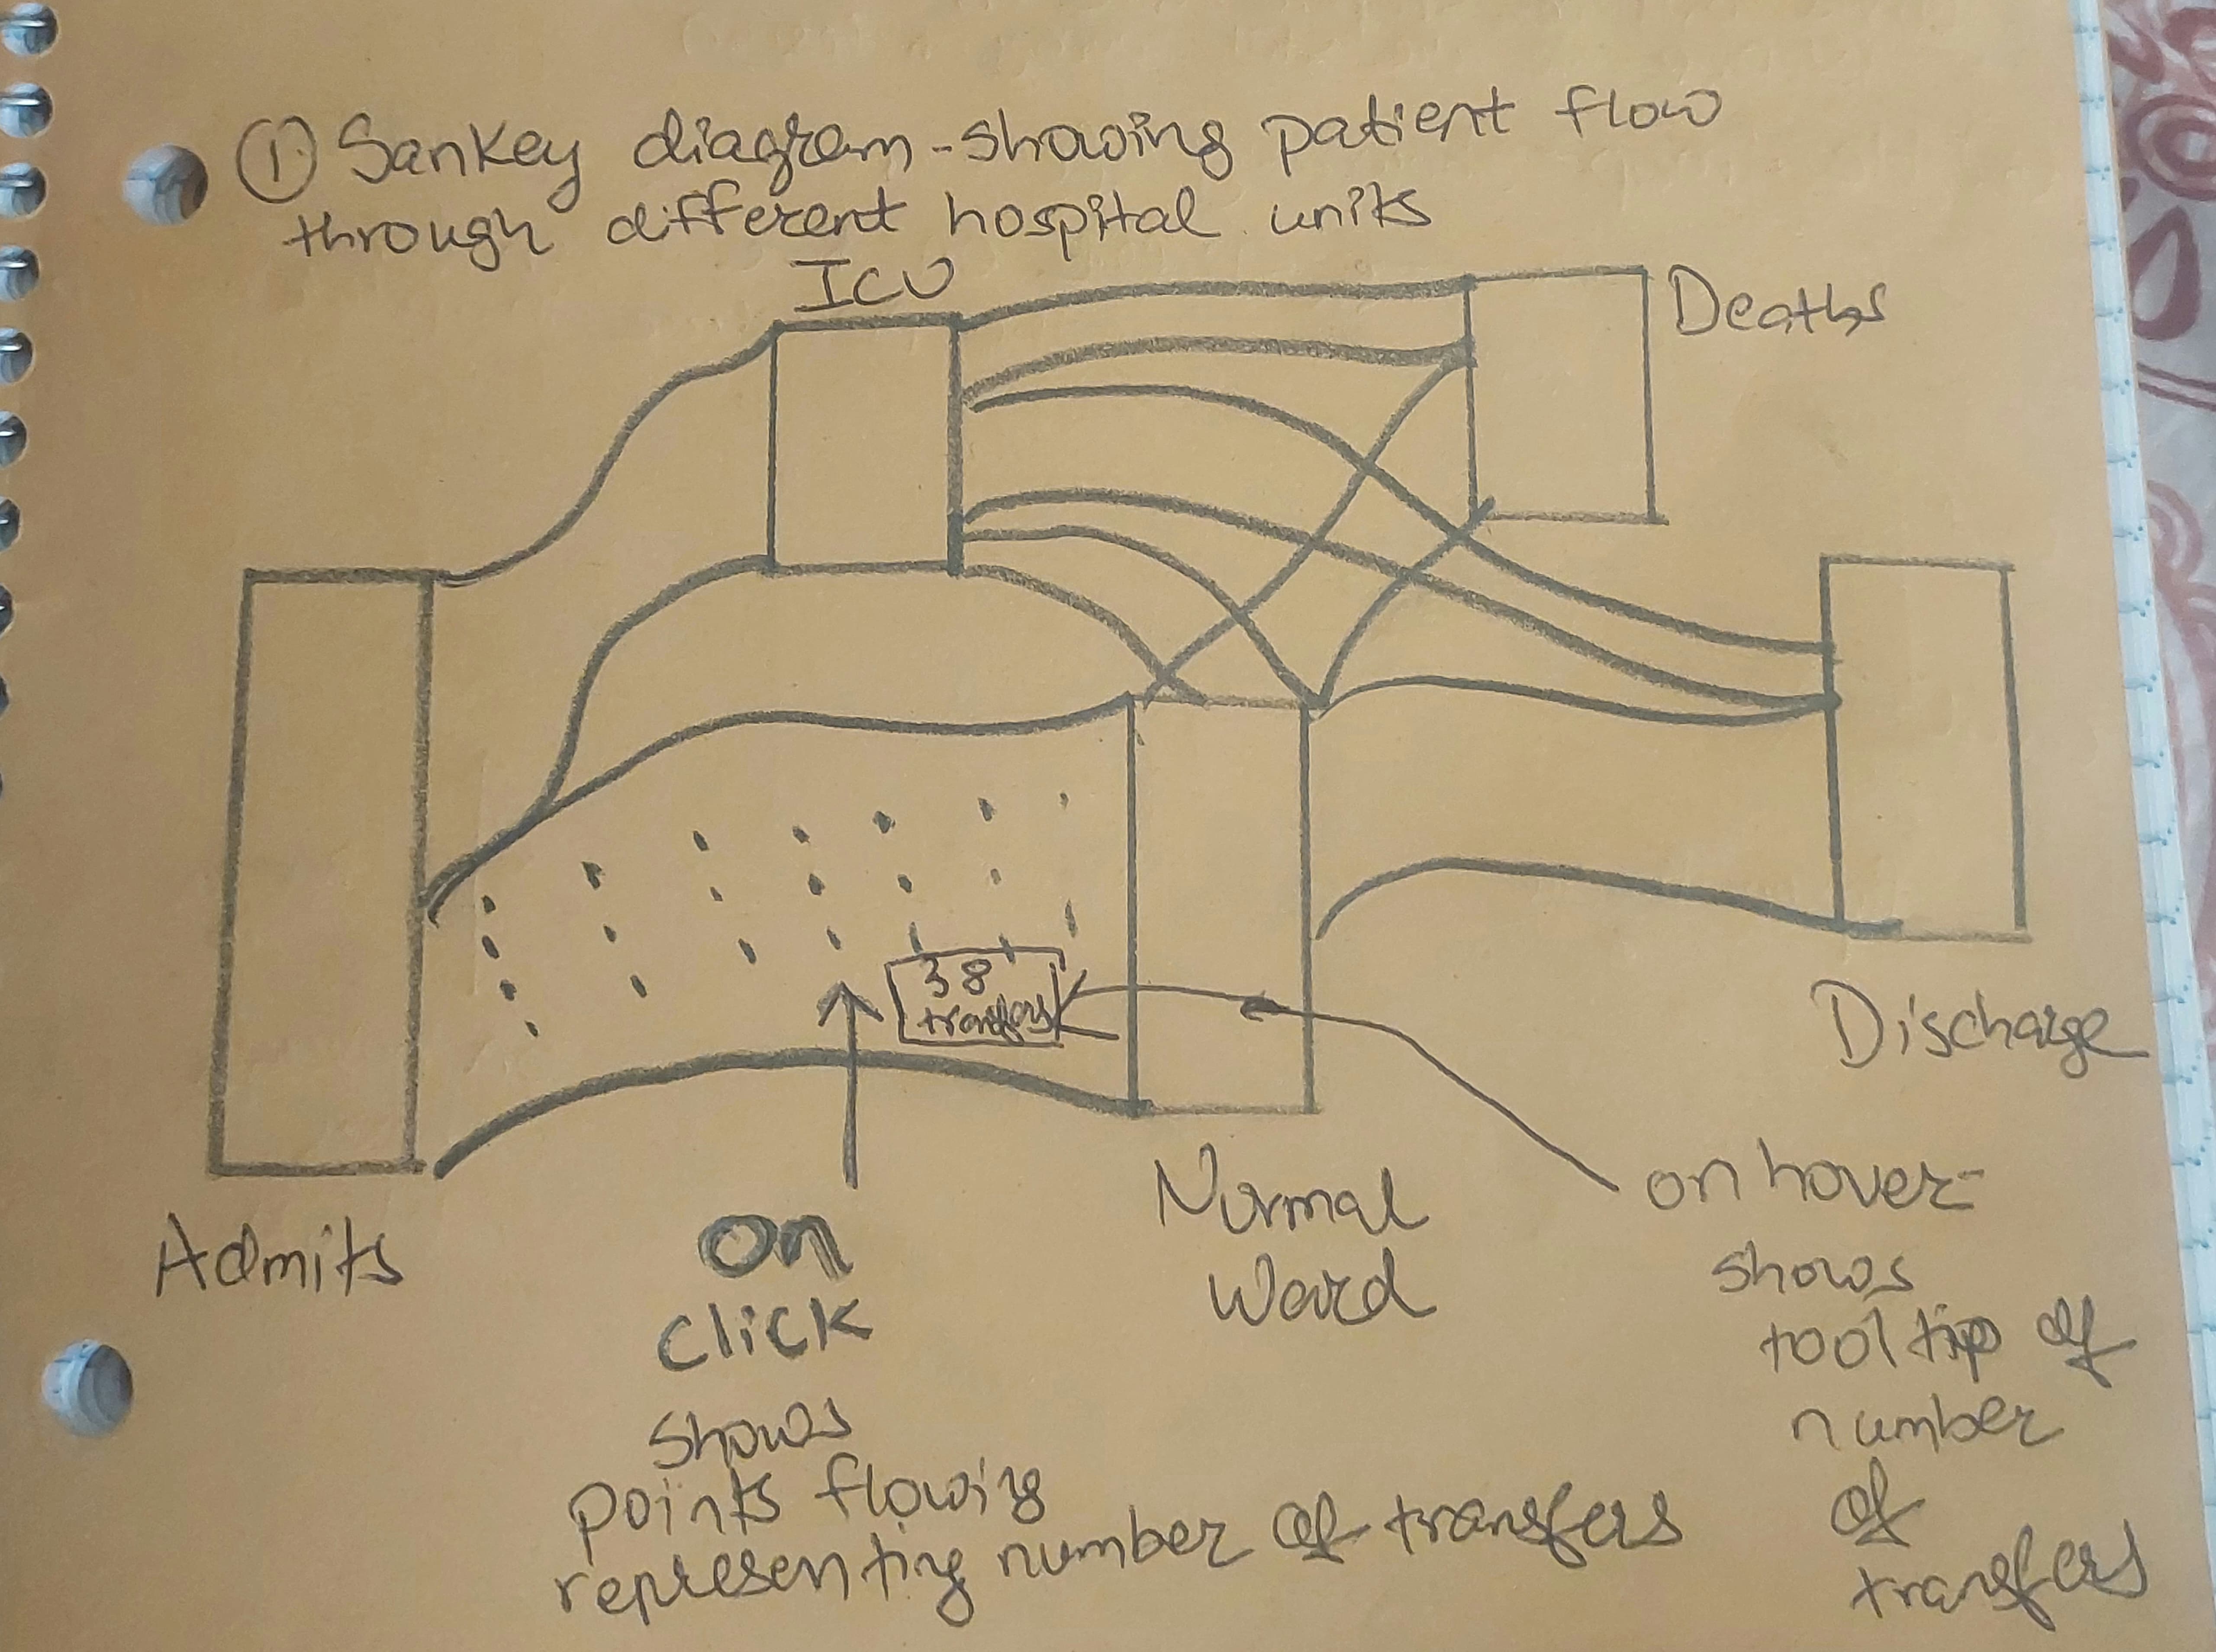 ① Sankey diagram - showing patient flow
through different hospital units
ICU
Deaths
38
transfers
Discharge
Admits
Normal
Ward
on
click
shows
points flowing
representing number of transfers
on hover-
shows
tooltip of
number
of
transfers